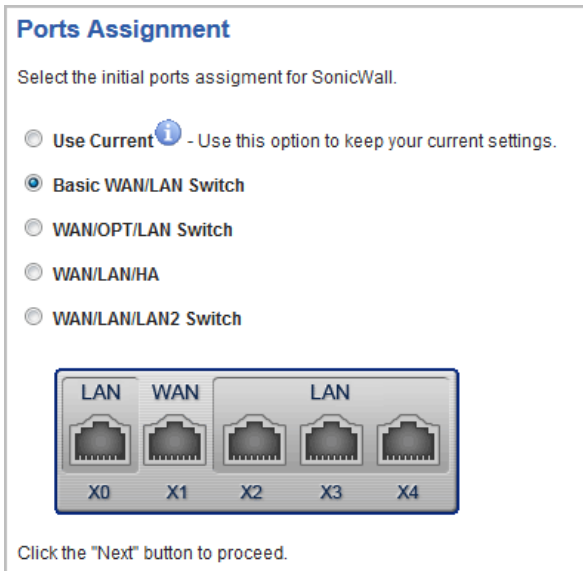 Ports Assignment
Select the initial ports assigment for SonicWall.
Use Current i - Use this option to keep your current settings.
Basic WAN/LAN Switch
WAN/OPT/LAN Switch
WAN/LAN/HA
WAN/LAN/LAN2 Switch
LAN WAN LAN
X0 X1 X2 X3 X4
Click the "Next" button to proceed.